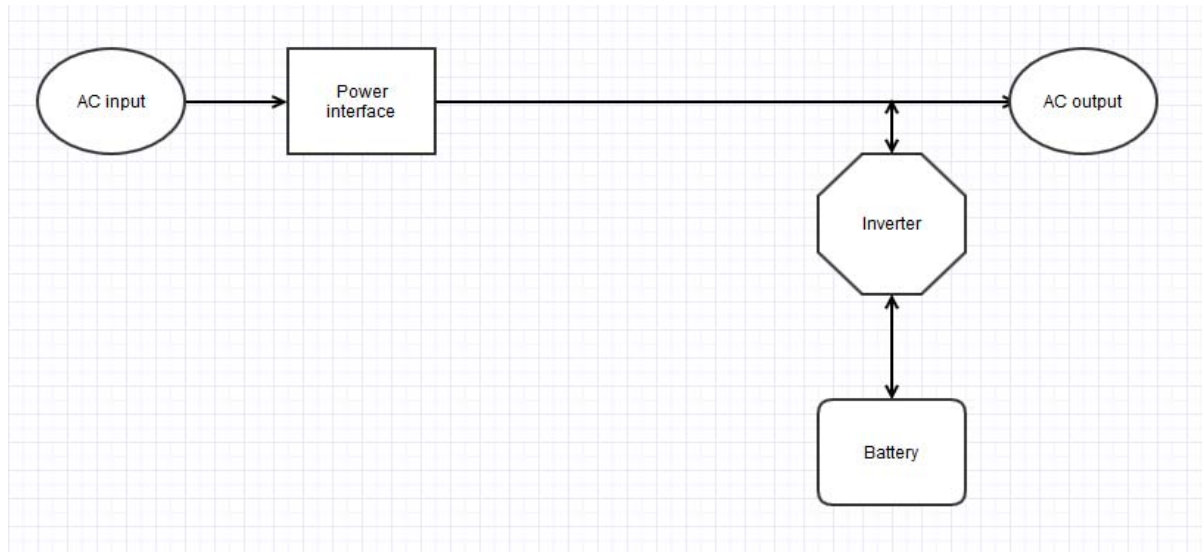 AC input
Power
interface
AC output
Inverter
Battery